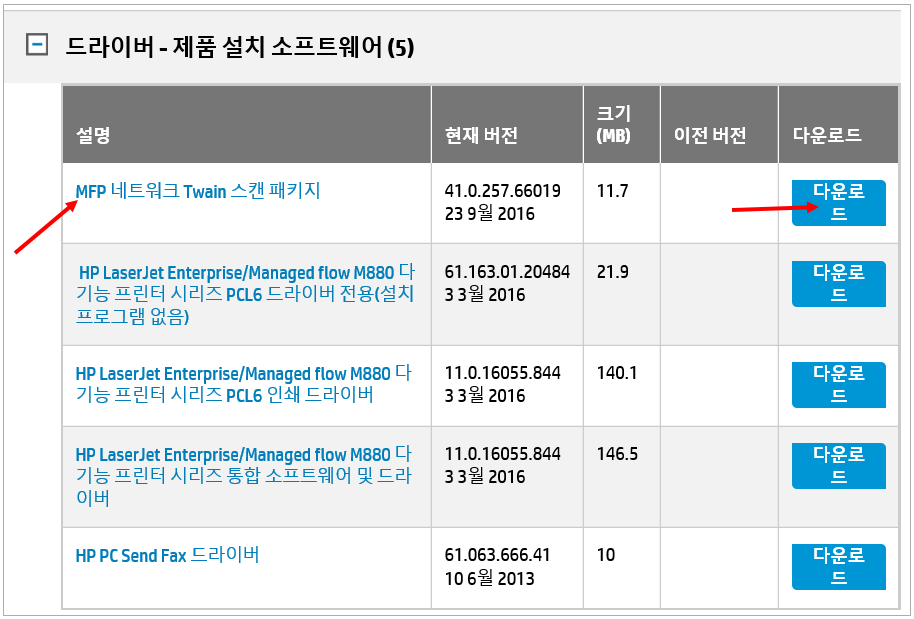 드라이버 - 제품 설치 소프트웨어 (5)
설명
현재 버전
크기
(MB)
이전 버전
다운로드
MFP 네트워크 Twain 스캔 패키지
41.0.257.66019
23 9월 2016
11.7
다운로
드
HP LaserJet Enterprise/Managed flow M880 다
기능 프린터 시리즈 PCL6 드라이버 전용(설치
프로그램 없음)
61.163.01.20484
3 3월 2016
21.9
다운로
드
HP LaserJet Enterprise/Managed flow M880 다
기능 프린터 시리즈 PCL6 인쇄 드라이버
11.0.16055.844
3 3월 2016
140.1
다운로
드
HP LaserJet Enterprise/Managed flow M880 다
기능 프린터 시리즈 통합 소프트웨어 및 드라
이버
11.0.16055.844
3 3월 2016
146.5
다운로
드
HP PC Send Fax 드라이버
61.063.666.41
10 6월 2013
10
다운로
드